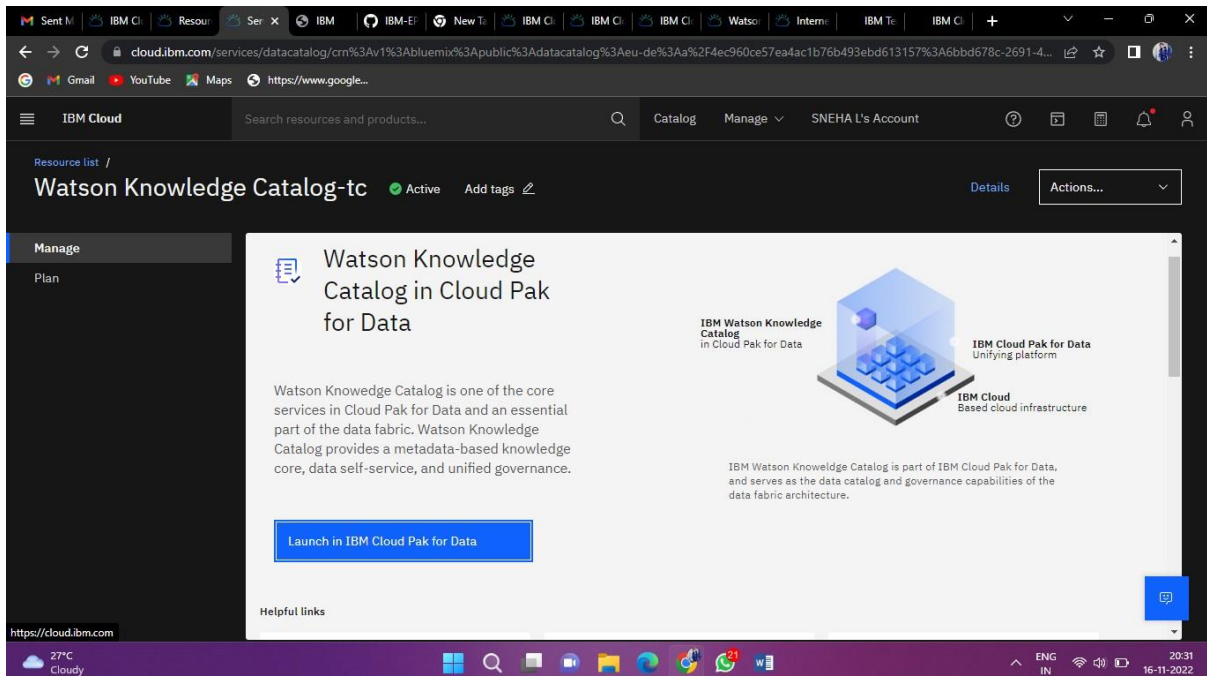 Sent M
IBM Cl
Resour
Ser
IBM
IBM-EP
New Ta
IBM Cl
IBM Cl
IBM Cl
Watson
Interne
IBM Te
IBM Cl
cloud.ibm.com/services/datacatalog/crn%3Av1%3Abluemix%3Apublic%3Adatacatalog%3Aeu-de%3Aa%2F4ec960ce57ea4ac1b76b493ebd613157%3A6bbd678c-2691-4...
Gmail
YouTube
Maps
https://www.google...
IBM Cloud
Search resources and products...
Catalog
Manage
SNEHA L's Account
Resource list /
Watson Knowledge Catalog-tc
Active
Add tags
Details
Actions...
Manage
Plan
Watson Knowledge
Catalog in Cloud Pak
for Data
Watson Knowedge Catalog is one of the core
services in Cloud Pak for Data and an essential
part of the data fabric. Watson Knowledge
Catalog provides a metadata-based knowledge
core, data self-service, and unified governance.
Launch in IBM Cloud Pak for Data
IBM Watson Knowledge
Catalog
in Cloud Pak for Data
IBM Cloud Pak for Data
Unifying platform
IBM Cloud
Based cloud infrastructure
IBM Watson Knoweldge Catalog is part of IBM Cloud Pak for Data,
and serves as the data catalog and governance capabilities of the
data fabric architecture.
Helpful links
https://cloud.ibm.com
27°C
Cloudy
21
ENG
IN
20:31
16-11-2022